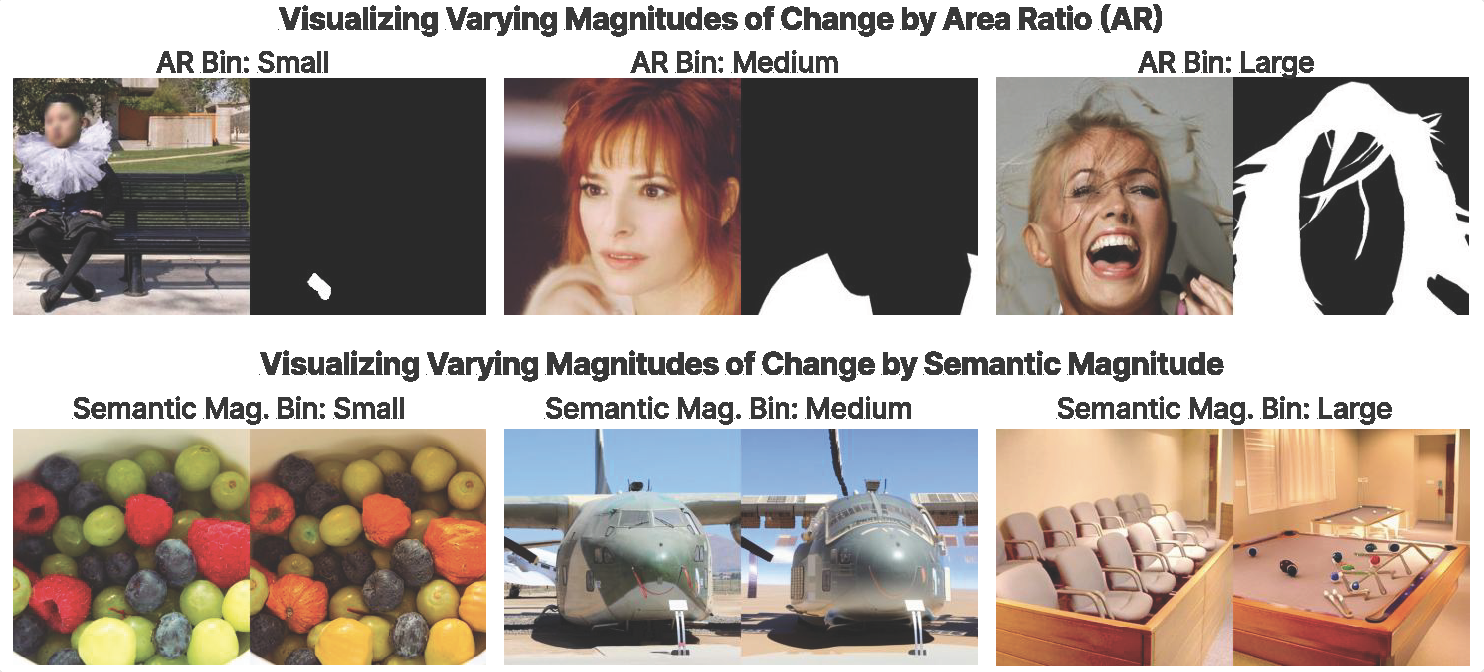 Visualizing Varying Magnitudes of Change by Area Ratio (AR)
AR Bin: Small
AR Bin: Medium
AR Bin: Large
Visualizing Varying Magnitudes of Change by Semantic Magnitude
Semantic Mag. Bin: Small
Semantic Mag. Bin: Medium
Semantic Mag. Bin: Large